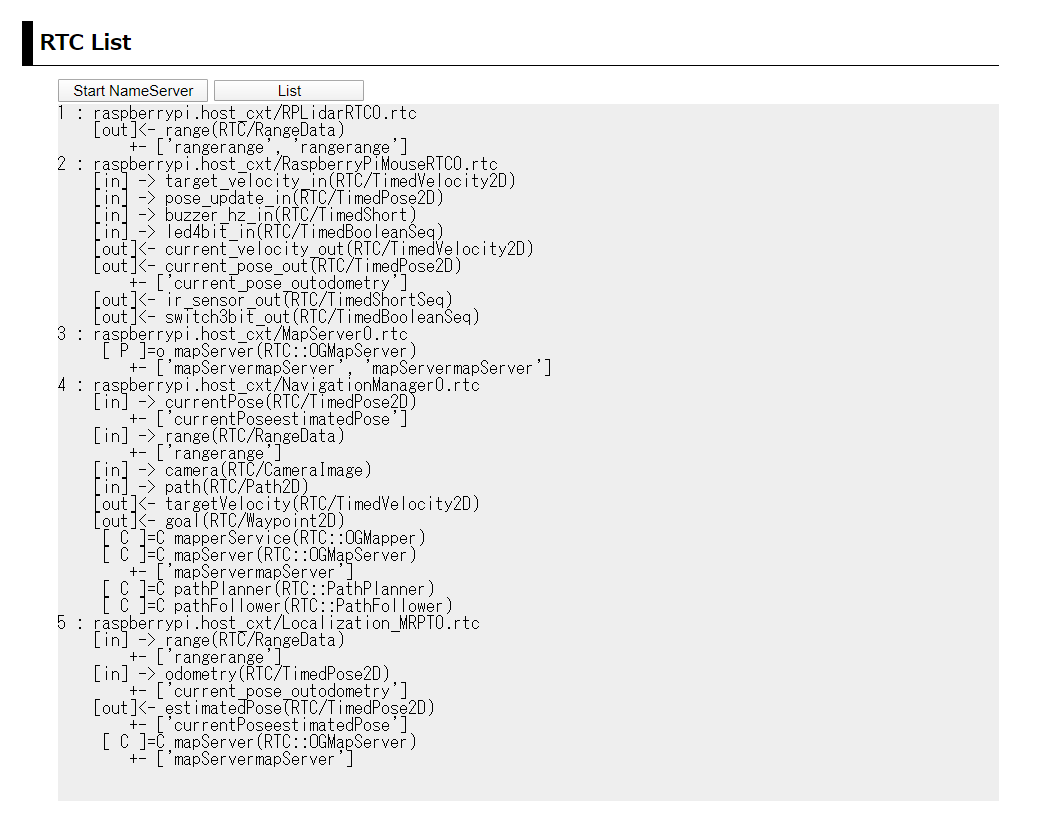 RTC List
Start NameServer List
1 : raspberrypi.host_cxt/RPLidarRTC0.rtc
[out]<- range(RTC/RangeData)
+- ['rangerange', 'rangerange']
2 : raspberrypi.host_cxt/RaspberryPiMouseRTC0.rtc
[in] -> target_velocity_in(RTC/TimedVelocity2D)
[in] -> pose_update_in(RTC/TimedPose2D)
[in] -> buzzer_hz_in(RTC/TimedShort)
[in] -> led4bit_in(RTC/TimedBooleanSeq)
[out]<- current_velocity_out(RTC/TimedVelocity2D)
[out]<- current_pose_out(RTC/TimedPose2D)
+- ['current_pose_outodometry']
[out]<- ir_sensor_out(RTC/TimedShortSeq)
[out]<- switch3bit_out(RTC/TimedBooleanSeq)
3 : raspberrypi.host_cxt/MapServer0.rtc
[ P ]=o mapServer(RTC::OGMapServer)
+- ['mapServermapServer', 'mapServermapServer']
4 : raspberrypi.host_cxt/NavigationManager0.rtc
[in] -> currentPose(RTC/TimedPose2D)
+- ['currentPoseestimatedPose']
[in] -> range(RTC/RangeData)
+- ['rangerange']
[in] -> camera(RTC/CameraImage)
[in] -> path(RTC/Path2D)
[out]<- targetVelocity(RTC/TimedVelocity2D)
[out]<- goal(RTC/Waypoint2D)
[ C ]=C mapperService(RTC::OGMapper)
[ C ]=C mapServer(RTC::OGMapServer)
+- ['mapServermapServer']
[ C ]=C pathPlanner(RTC::PathPlanner)
[ C ]=C pathFollower(RTC::PathFollower)
5 : raspberrypi.host_cxt/Localization_MRPT0.rtc
[in] -> range(RTC/RangeData)
+- ['rangerange']
[in] -> odometry(RTC/TimedPose2D)
+- ['current_pose_outodometry']
[out]<- estimatedPose(RTC/TimedPose2D)
+- ['currentPoseestimatedPose']
[ C ]=C mapServer(RTC::OGMapServer)
+- ['mapServermapServer']